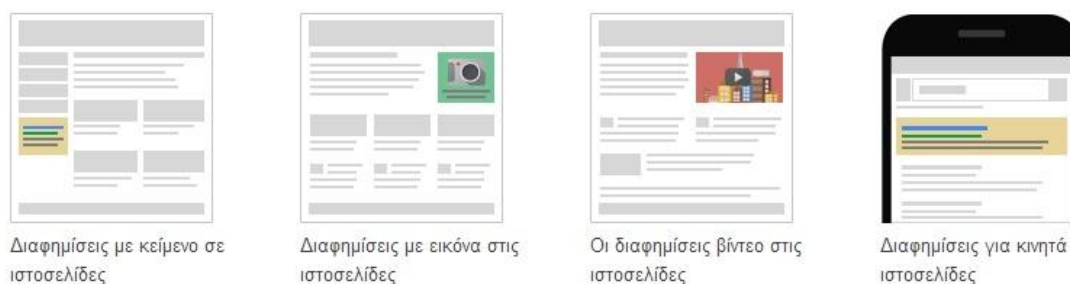 Διαφημίσεις με κείμενο σε
ιστοσελίδες
Διαφημίσεις με εικόνα στις
ιστοσελίδες
Οι διαφημίσεις βίντεο στις
ιστοσελίδες
Διαφημίσεις για κινητά
ιστοσελίδες